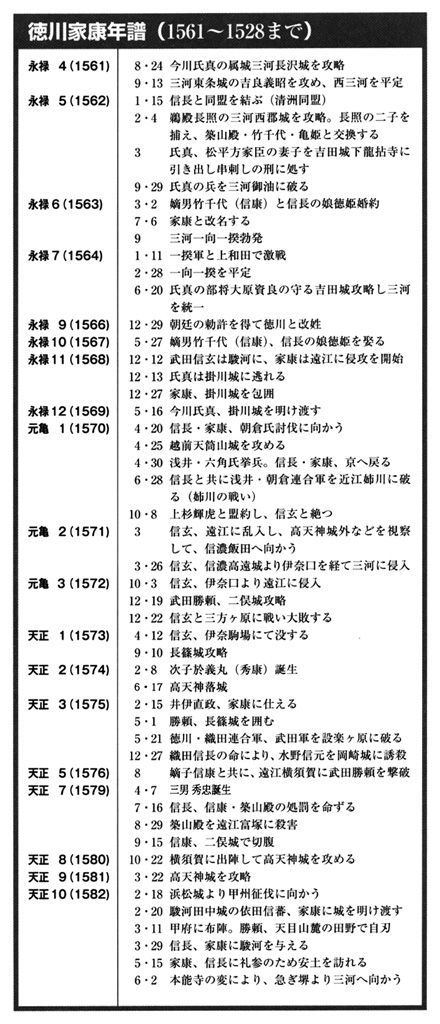 徳川家康年譜（1561～1528まで）
永禄 4（1561） 8・24 今川氏真の属城三河長沢城を攻略
9・13 三河東条城の吉良義昭を攻め、西三河を平定
永禄 5（1562） 1・15 信長と同盟を結ぶ（清洲同盟）
2・4 鵜殿長照の三河西郡城を攻略。長照の二子を
捕え、築山殿・竹千代・亀姫と交換する
3 氏真、松平方家臣の妻子を吉田城下龍拈寺に
引き出し串刺しの刑に処す
9・29 氏真の兵を三河御油に破る
永禄6（1563） 3・2 嫡男竹千代（信康）と信長の娘徳姫婚約
7・6 家康と改名する
9 三河一向一揆勃発
永禄7（1564） 1・11 一揆軍と上和田で激戦
2・28 一向一揆を平定
6・20 氏真の部将大原資良の守る吉田城攻略し三河
を統一
永禄 9（1566） 12・29 朝廷の勅許を得て徳川と改姓
永禄10（1567） 5・27 嫡男竹千代（信康）、信長の娘徳姫を娶る
永禄11（1568） 12・12 武田信玄は駿河に、家康は遠江に侵攻を開始
12・13 氏真は掛川城に逃れる
12・27 家康、掛川城を包囲
永禄12（1569） 5・16 今川氏真、掛川城を明け渡す
元亀 1（1570） 4・20 信長・家康、朝倉氏討伐に向かう
4・25 越前天筒山城を攻める
4・30 浅井・六角氏挙兵。信長・家康、京へ戻る
6・28 信長と共に浅井・朝倉連合軍を近江姉川に破
る（姉川の戦い）
10・8 上杉輝虎と盟約し、信玄と絶つ
元亀 2（1571） 3 信玄、遠江に乱入し、高天神城外などを視察
して、信濃飯田へ向かう
3・26 信玄、信濃高遠城より伊奈口を経て三河に侵入
元亀 3（1572） 10・3 信玄、伊奈口より遠江に侵入
12・19 武田勝頼、二俣城攻略
12・22 信玄と三方ヶ原に戦い大敗する
天正 1（1573） 4・12 信玄、伊奈駒場にて没する
9・10 長篠城攻略
天正 2（1574） 2・8 次子於義丸（秀康）誕生
6・17 高天神落城
天正 3（1575） 2・15 井伊直政、家康に仕える
5・1 勝頼、長篠城を囲む
5・21 徳川・織田連合軍、武田軍を設楽ヶ原に破る
12・27 織田信長の命により、水野信元を岡崎城に誘殺
天正 5（1576） 8 嫡子信康と共に、遠江横須賀に武田勝頼を撃破
天正 7（1579） 4・7 三男秀忠誕生
7・16 信長、信康・築山殿の処罰を命ずる
8・29 築山殿を遠江富塚に殺害
9・15 信康、二俣城で切腹
天正 8（1580） 10・22 横須賀に出陣して高天神城を攻める
天正 9（1581） 3・22 高天神城を攻略
天正10（1582） 2・18 浜松城より甲州征伐に向かう
2・20 駿河田中城の依田信蕃、家康に城を明け渡す
3・11 甲府に布陣。勝頼、天目山麓の田野で自刃
3・29 信長、家康に駿河を与える
5・15 家康、信長に礼参のため安土を訪れる
6・2 本能寺の変により、急ぎ堺より三河へ向かう